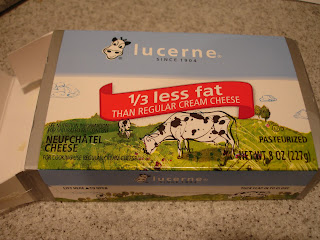 lucerne
SINCE 1904
1/3 less fat
THAN REGULAR CREAM CHEESE
NEUFCHÂTEL
CHEESE
PASTEURIZED
NET WT 8 OZ (227g)
lucerne